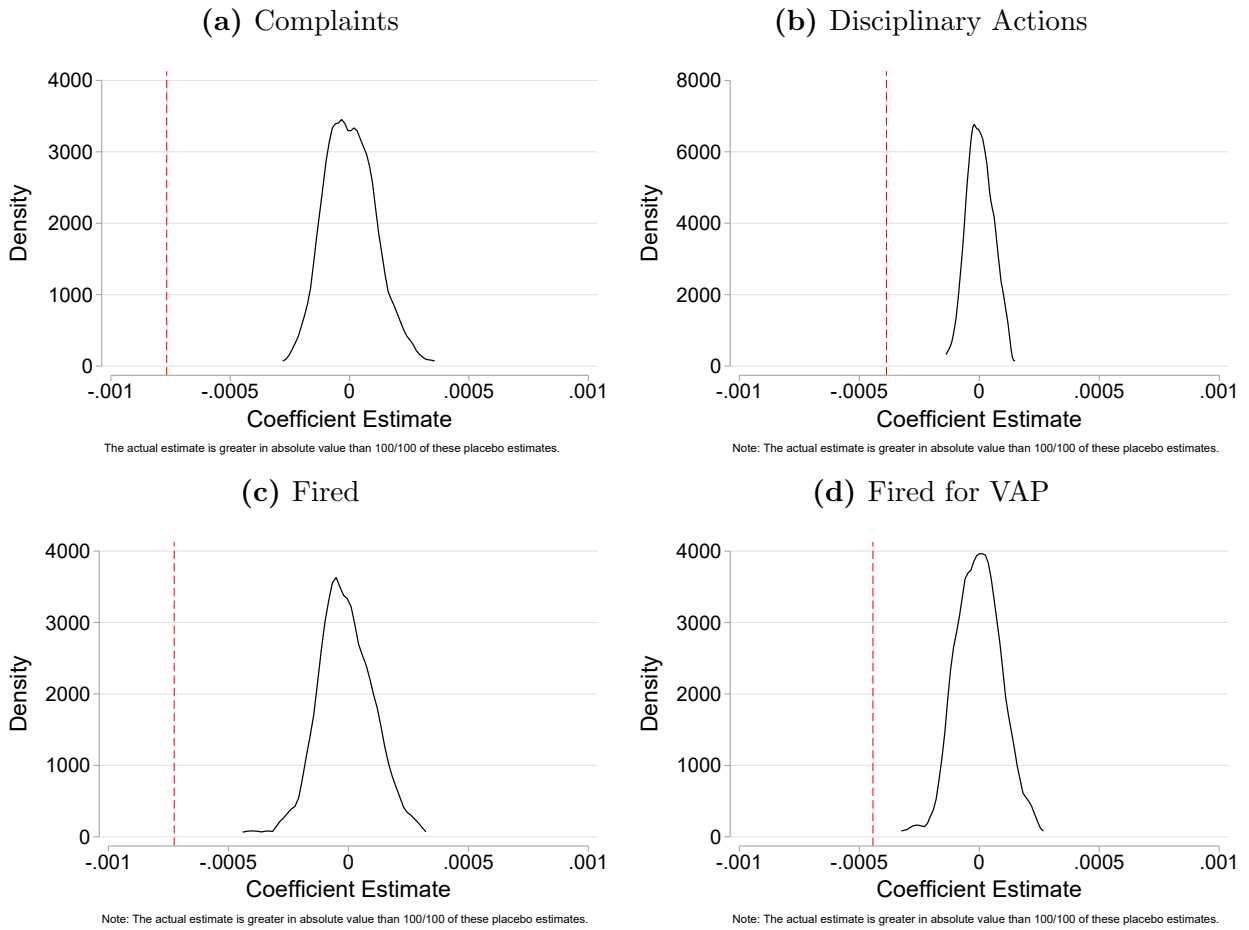 (a) Complaints
4000
3000
2000
1000
0
Density
-.001 -.0005 0 .0005 .001
Coefficient Estimate
The actual estimate is greater in absolute value than 100/100 of these placebo estimates.
(b) Disciplinary Actions
8000
6000
4000
2000
0
Density
-.001 -.0005 0 .0005 .001
Coefficient Estimate
Note: The actual estimate is greater in absolute value than 100/100 of these placebo estimates.
(c) Fired
4000
3000
2000
1000
0
Density
-.001 -.0005 0 .0005 .001
Coefficient Estimate
Note: The actual estimate is greater in absolute value than 100/100 of these placebo estimates.
(d) Fired for VAP
4000
3000
2000
1000
0
Density
-.001 -.0005 0 .0005 .001
Coefficient Estimate
Note: The actual estimate is greater in absolute value than 100/100 of these placebo estimates.